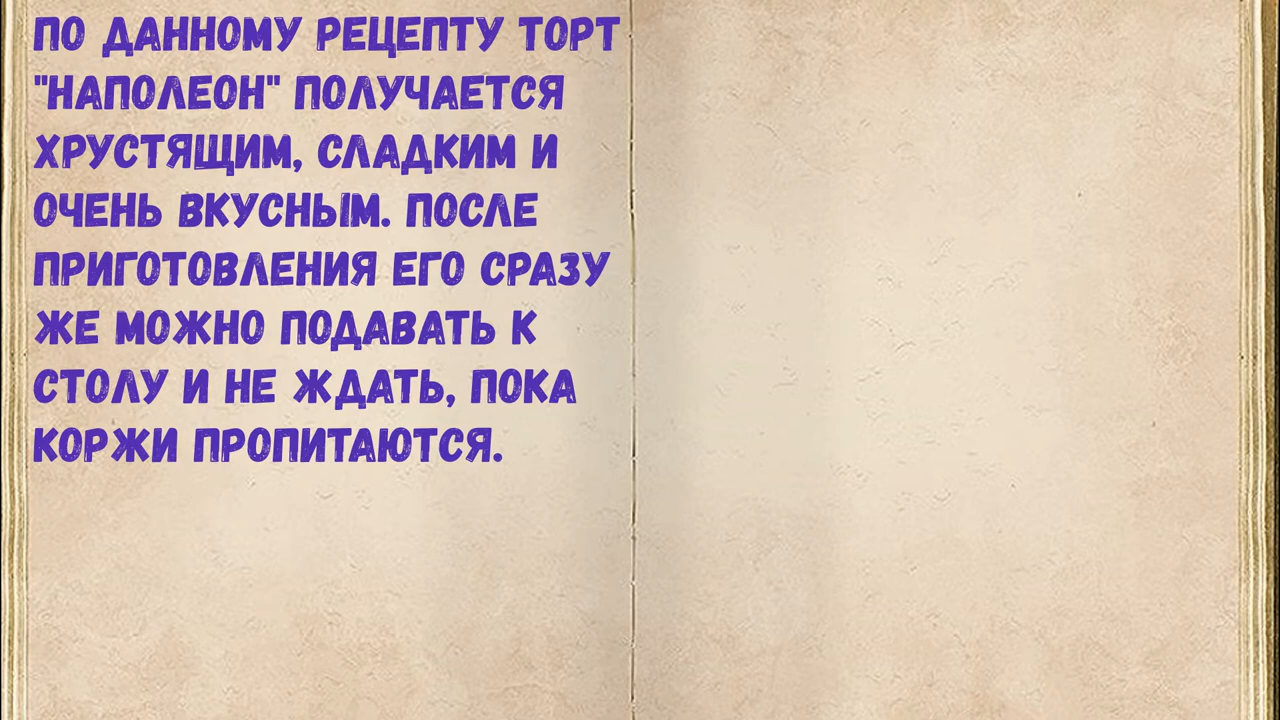 ПО ДАННОМУ РЕЦЕПТУ ТОРТ
"НАПОЛЕОН" ПОЛУЧАЕТСЯ
ХРУСТЯЩИМ, СЛАДКИМ И
ОЧЕНЬ ВКУСНЫМ. ПОСЛЕ
ПРИГОТОВЛЕНИЯ ЕГО СРАЗУ
ЖЕ МОЖНО ПОДАВАТЬ К
СТОЛУ И НЕ ЖДАТЬ, ПОКА
КОРЖИ ПРОПИТАЮТСЯ.